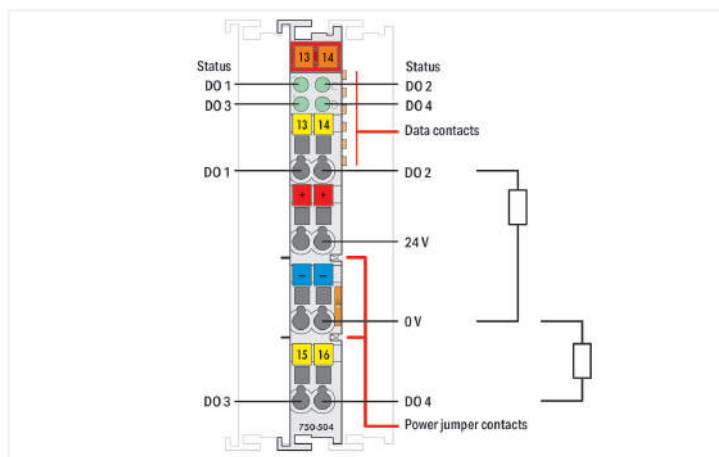 13 14
Status Status
DO 1 DO 2
DO 3 DO 4
13 14
Data contacts
DO 1 DO 2
+ +
24 V
– –
0 V
15 16
DO 3 DO 4
Power jumper contacts
750-504